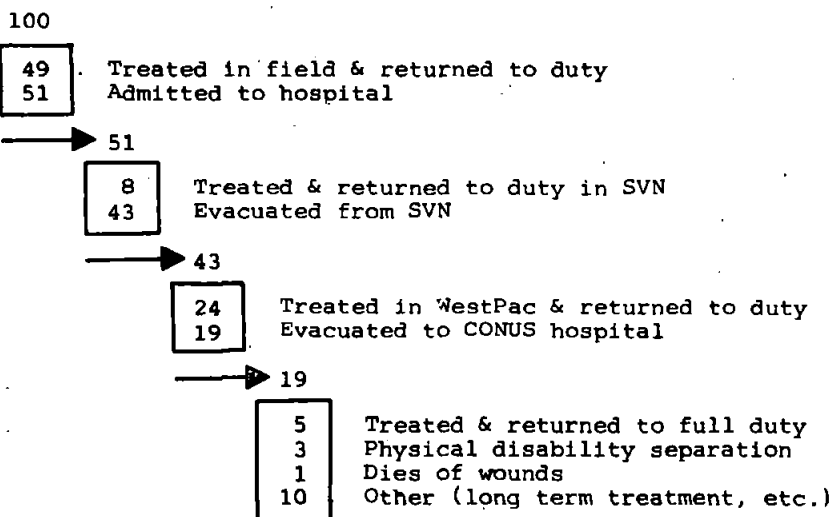 100
49 Treated in field & returned to duty
51 Admitted to hospital
51
8 Treated & returned to duty in SVN
43 Evacuated from SVN
43
24 Treated in WestPac & returned to duty
19 Evacuated to CONUS hospital
19
5 Treated & returned to full duty
3 Physical disability separation
1 Dies of wounds
10 Other (long term treatment, etc.)